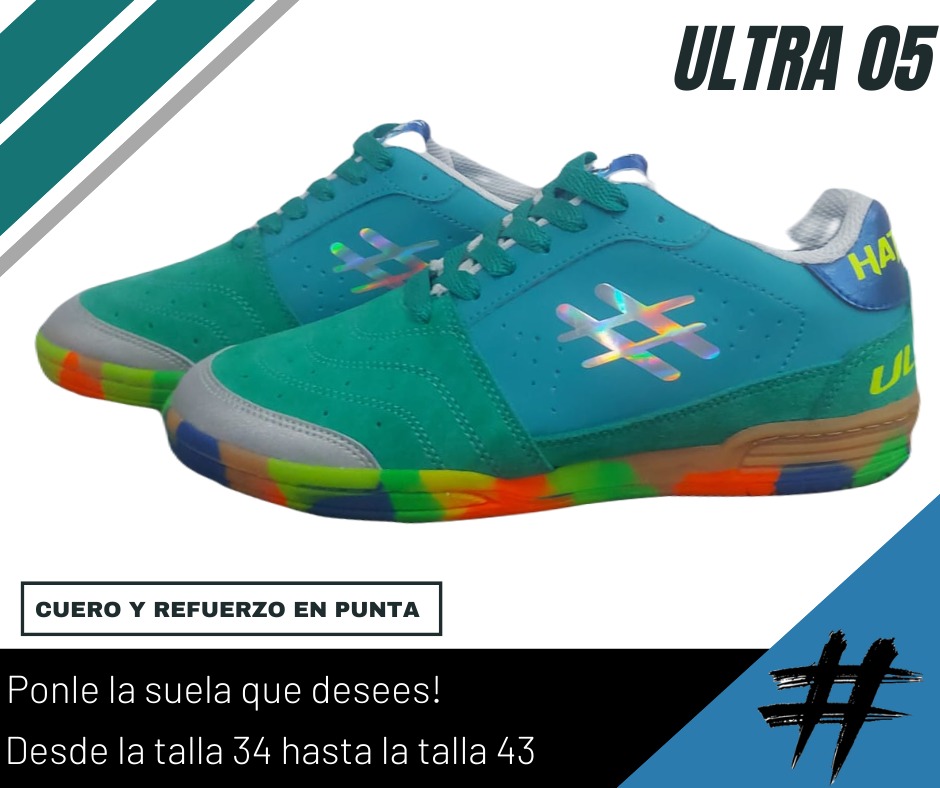 ULTRA 05
CUERO Y REFUERZO EN PUNTA
Ponle la suela que desees!
Desde la talla 34 hasta la talla 43
#